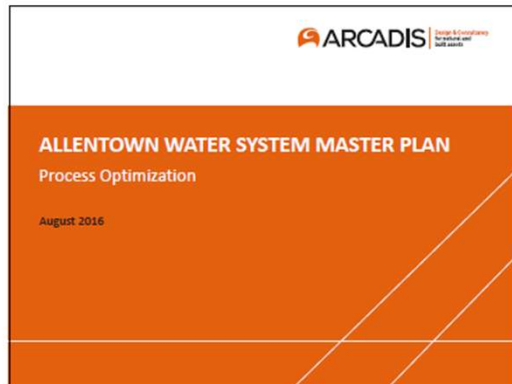 ARCADIS
Design & Consultancy
for natural and
built assets
ALLENTOWN WATER SYSTEM MASTER PLAN
Process Optimization
August 2016